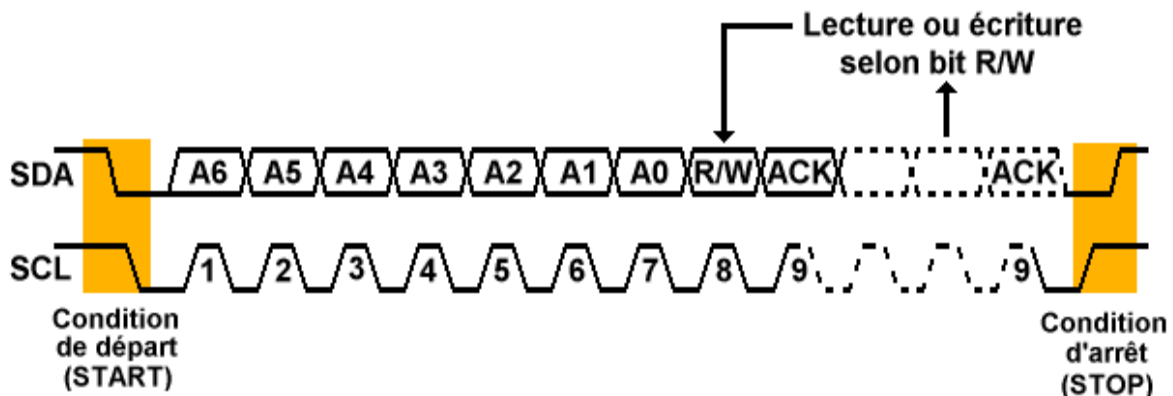 Lecture ou écriture
selon bit R/W
SDA A6 A5 A4 A3 A2 A1 A0 R/W ACK ACK
SCL 1 2 3 4 5 6 7 8 9 9
Condition
de départ
(START)
Condition
d'arrêt
(STOP)